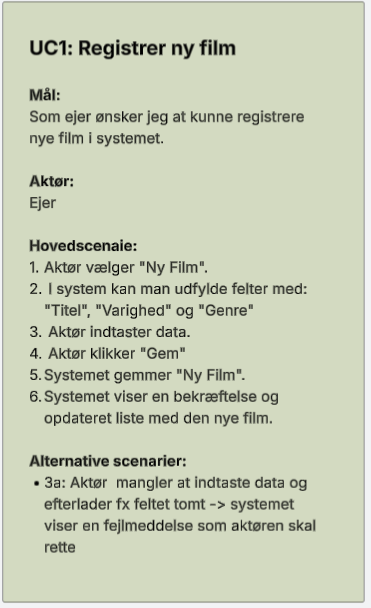 UC1: Registrer ny film
Mål:
Som ejer ønsker jeg at kunne registrere
nye film i systemet.
Aktør:
Ejer
Hovedscenaie:
1. Aktør vælger "Ny Film".
2. I system kan man udfylde felter med:
"Titel", "Varighed" og "Genre"
3. Aktør indtaster data.
4. Aktør klikker "Gem"
5. Systemet gemmer "Ny Film".
6. Systemet viser en bekræftelse og
opdateret liste med den nye film.
Alternative scenarier:
• 3a: Aktør mangler at indtaste data og
efterlader fx feltet tomt -> systemet
viser en fejlmeddelse som aktøren skal
rette